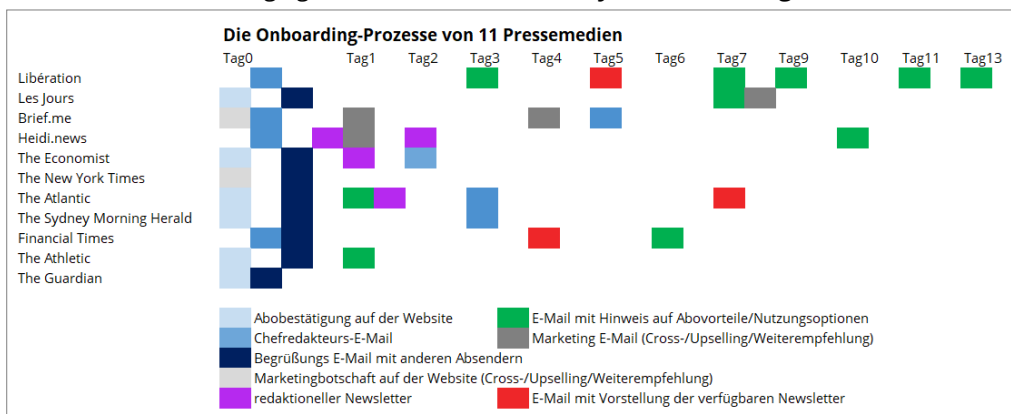 Die Onboarding-Prozesse von 11 Pressemedien
Tag0 Tag1 Tag2 Tag3 Tag4 Tag5 Tag6 Tag7 Tag9 Tag10 Tag11 Tag13
Libération
Les Jours
Brief.me
Heidi.news
The Economist
The New York Times
The Atlantic
The Sydney Morning Herald
Financial Times
The Athletic
The Guardian
Abobestätigung auf der Website E-Mail mit Hinweis auf Abovorteile/Nutzungsoptionen
Chefredakteurs-E-Mail Marketing E-Mail (Cross-/Upselling/Weiterempfehlung)
Begrüßungs E-Mail mit anderen Absendern
Marketingbotschaft auf der Website (Cross-/Upselling/Weiterempfehlung)
redaktioneller Newsletter E-Mail mit Vorstellung der verfügbaren Newsletter